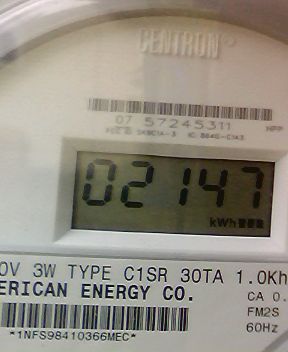 CENTRON®
07 57245311
02147
kWh
0V 3W TYPE C1SR 30TA 1.0Kh
ERICAN ENERGY CO.
CA 0.
FM2S
60Hz
*1NFS98410366MEC*